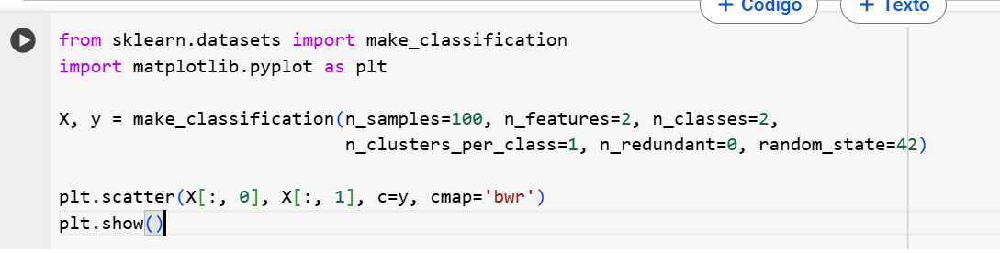 + Código + Texto
from sklearn.datasets import make_classification
import matplotlib.pyplot as plt
X, y = make_classification(n_samples=100, n_features=2, n_classes=2,
n_clusters_per_class=1, n_redundant=0, random_state=42)
plt.scatter(X[:, 0], X[:, 1], c=y, cmap='bwr')
plt.show()